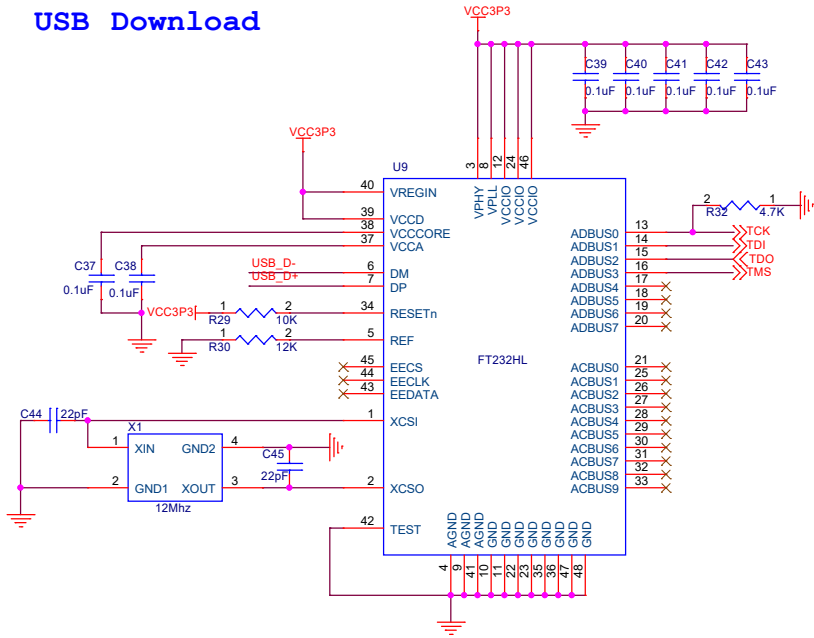 USB Download
VCC3P3
C39
C40
C41
C42
C43
0.1uF
0.1uF
0.1uF
0.1uF
0.1uF
VCC3P3
U9
3
8
12
24
46
VPHY
VPLL
VCCIO
VCCIO
VCCIO
40
VREGIN
39
VCCD
38
VCCCORE
37
VCCA
2
1
R32
4.7K
ADBUS0
13
TCK
ADBUS1
14
TDI
ADBUS2
15
TDO
ADBUS3
16
TMS
ADBUS4
17
ADBUS5
18
ADBUS6
19
ADBUS7
20
C37
C38
0.1uF
0.1uF
USB_D-
USB_D+
6
DM
7
DP
VCC3P3
1
2
34
RESETn
R29
10K
1
2
5
REF
R30
12K
FT232HL
45
EECS
44
EECLK
43
EEDATA
ACBUS0
21
ACBUS1
25
ACBUS2
26
ACBUS3
27
ACBUS4
28
ACBUS5
29
ACBUS6
30
ACBUS7
31
ACBUS8
32
ACBUS9
33
C44
22pF
1
XCSI
X1
1
XIN
GND2
4
C45
22pF
2
GND1
XOUT
3
2
XCSO
12Mhz
42
TEST
AGND
AGND
AGND
GND
GND
GND
GND
GND
GND
GND
GND
4
9
41
10
11
22
23
35
36
47
48